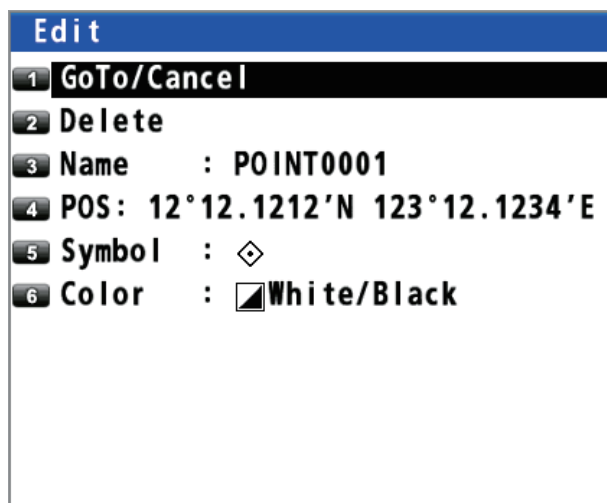 Edit
1 GoTo/Cancel
2 Delete
3 Name : POINT0001
4 POS: 12°12.1212′N 123°12.1234′E
5 Symbol :
6 Color : White/Black